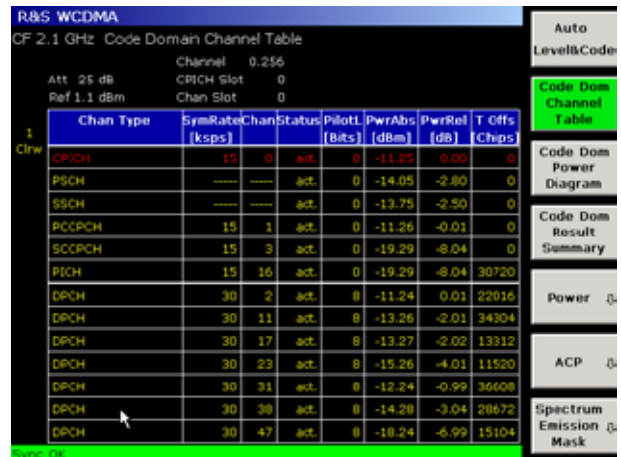 R&S WCDMA
CF 2.1 GHz Code Domain Channel Table
Channel 0.256
Att 25 dB CPICH Slot 0
Ref 1.1 dBm Chan Slot 0
1
Clrw
Chan Type SymRate [ksps] Chan Status PilotL [Bits] PwrAbs [dBm] PwrRel [dB] T Offs [Chips]
CPICH 15 0 act. 0 -11.25 0.00 0
PSCH ----- ----- act. 0 -14.05 -2.80 0
SSCH ----- ----- act. 0 -13.75 -2.50 0
PCCPCH 15 1 act. 0 -11.26 -0.01 0
SCCPCH 15 3 act. 0 -19.29 -8.04 0
PICH 15 16 act. 0 -19.29 -8.04 30720
DPCH 30 2 act. 8 -11.24 0.01 22016
DPCH 30 11 act. 8 -13.26 -2.01 34304
DPCH 30 17 act. 8 -13.27 -2.02 13312
DPCH 30 23 act. 8 -15.26 -4.01 11520
DPCH 30 31 act. 8 -12.24 -0.99 36608
DPCH 30 38 act. 8 -14.28 -3.04 28672
DPCH 30 47 act. 8 -18.24 -6.99 15104
Sync OK
Auto
Level&Code
Code Dom
Channel
Table
Code Dom
Power
Diagram
Code Dom
Result
Summary
Power
ACP
Spectrum
Emission
Mask